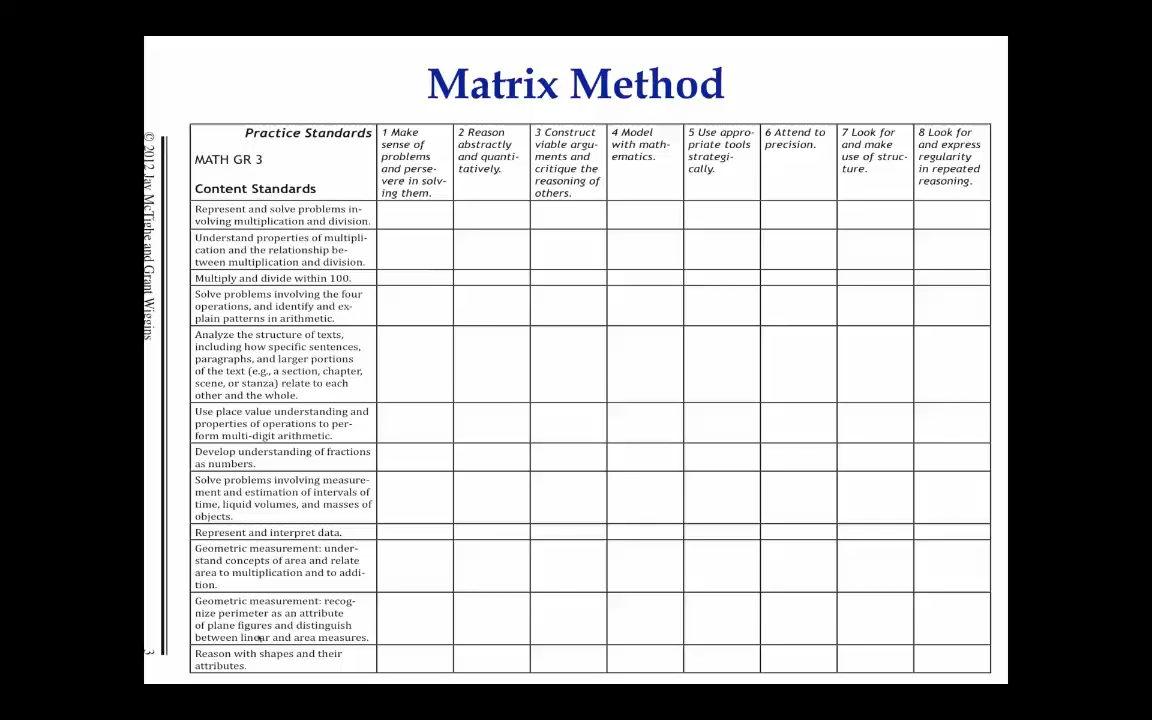 Matrix Method
© 2012 Jay McTighe and Grant Wiggins
3
Practice Standards
MATH GR 3
Content Standards
1 Make
sense of
problems
and perse-
vere in solv-
ing them.
2 Reason
abstractly
and quanti-
tatively.
3 Construct
viable argu-
ments and
critique the
reasoning of
others.
4 Model
with math-
ematics.
5 Use appro-
priate tools
strategi-
cally.
6 Attend to
precision.
7 Look for
and make
use of struc-
ture.
8 Look for
and express
regularity
in repeated
reasoning.
Represent and solve problems in-
volving multiplication and division.
Understand properties of multipli-
cation and the relationship be-
tween multiplication and division.
Multiply and divide within 100.
Solve problems involving the four
operations, and identify and ex-
plain patterns in arithmetic.
Analyze the structure of texts,
including how specific sentences,
paragraphs, and larger portions
of the text (e.g., a section, chapter,
scene, or stanza) relate to each
other and the whole.
Use place value understanding and
properties of operations to per-
form multi-digit arithmetic.
Develop understanding of fractions
as numbers.
Solve problems involving measure-
ment and estimation of intervals of
time, liquid volumes, and masses of
objects.
Represent and interpret data.
Geometric measurement: under-
stand concepts of area and relate
area to multiplication and to addi-
tion.
Geometric measurement: recog-
nize perimeter as an attribute
of plane figures and distinguish
between linear and area measures.
Reason with shapes and their
attributes.